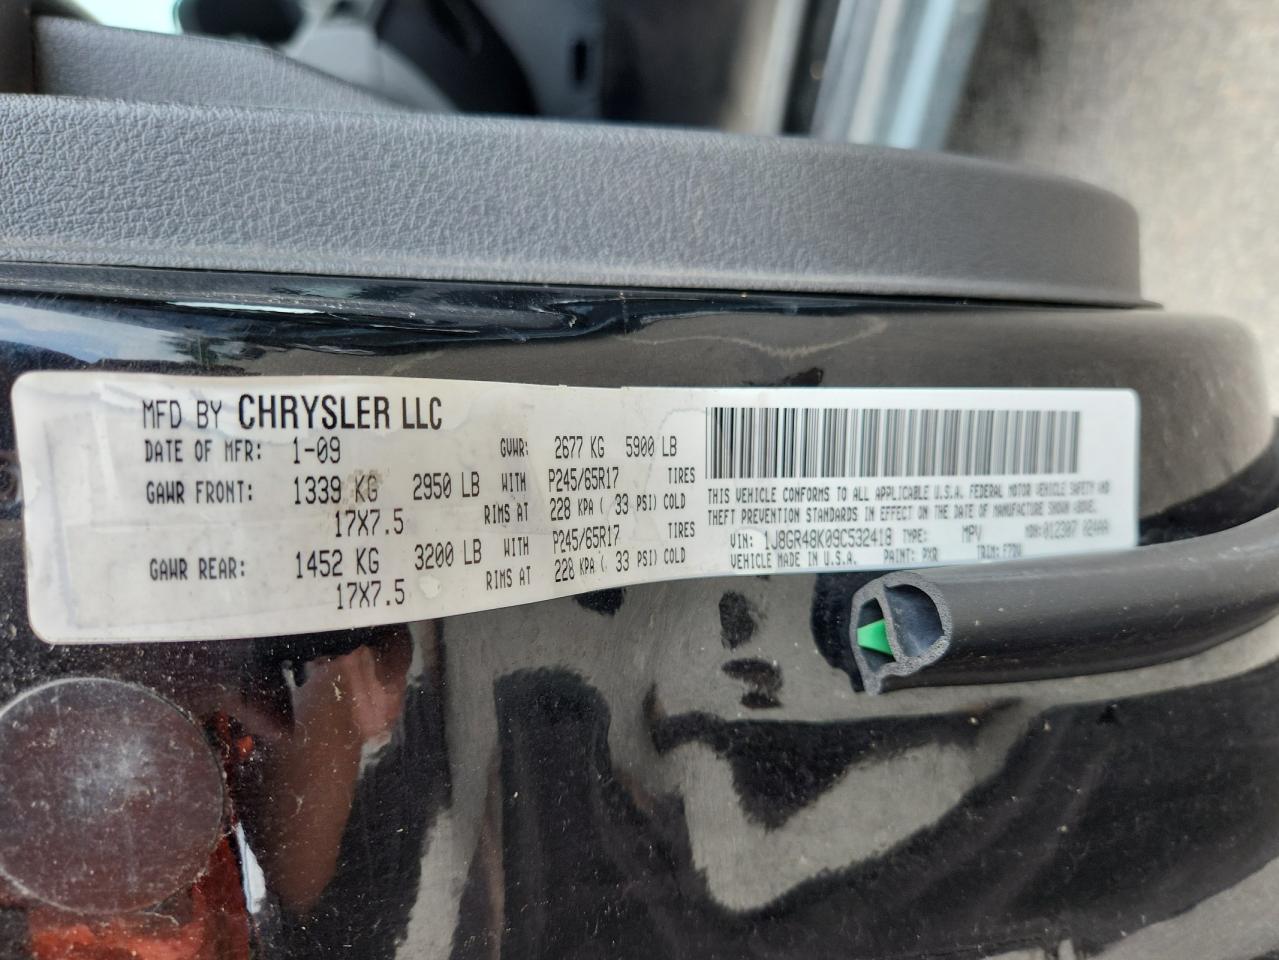 MFD BY CHRYSLER LLC
DATE OF MFR: 1-09 GVWR: 2677 KG 5900 LB
GAWR FRONT: 1339 KG 2950 LB WITH P245/65R17 TIRES
17X7.5 RIMS AT 228 KPA ( 33 PSI) COLD
GAWR REAR: 1452 KG 3200 LB WITH P245/65R17 TIRES
17X7.5 RIMS AT 228 KPA ( 33 PSI) COLD
THIS VEHICLE CONFORMS TO ALL APPLICABLE U.S.A. FEDERAL MOTOR VEHICLE SAFETY AND
THEFT PREVENTION STANDARDS IN EFFECT ON THE DATE OF MANUFACTURE SHOWN ABOVE.
VIN: 1J8GR48K09C532418 TYPE: MPV MDH: 012307 024AA
VEHICLE MADE IN U.S.A. PAINT: PXR TRIM: